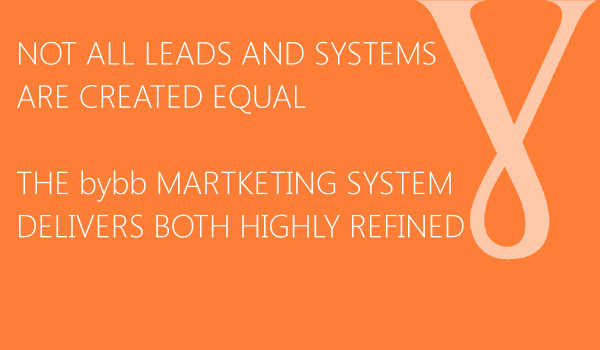 NOT ALL LEADS AND SYSTEMS
ARE CREATED EQUAL
THE bybb MARTKETING SYSTEM
DELIVERS BOTH HIGHLY REFINED